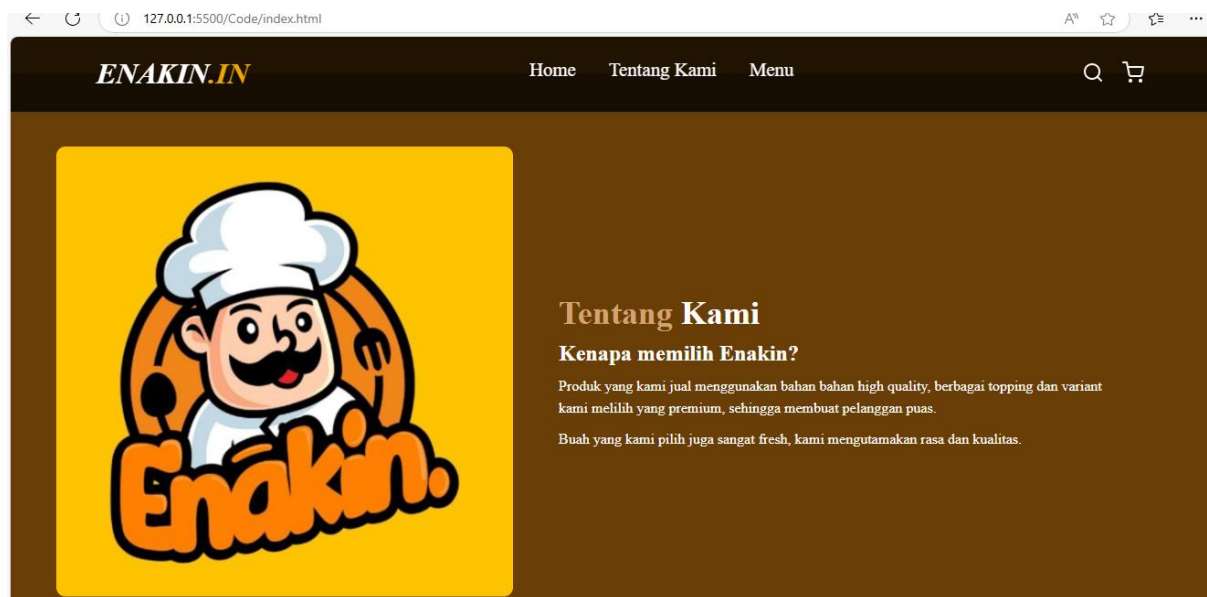 127.0.0.1:5500/Code/index.html
ENAKIN.IN
Home Tentang Kami Menu
Enākin.
Tentang Kami
Kenapa memilih Enakin?
Produk yang kami jual menggunakan bahan bahan high quality, berbagai topping dan variant
kami melilih yang premium, sehingga membuat pelanggan puas.
Buah yang kami pilih juga sangat fresh, kami mengutamakan rasa dan kualitas.